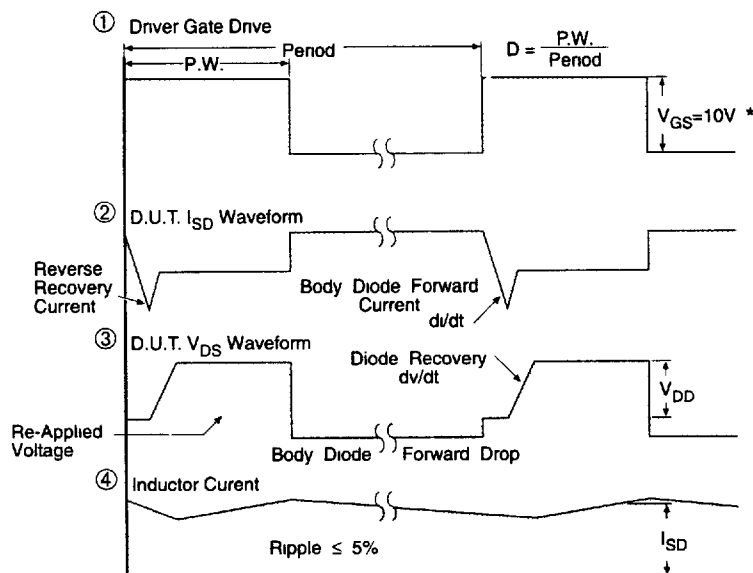 ① Driver Gate Drive
Period
P.W.
D = P.W. / Period
V_GS=10V *
② D.U.T. I_SD Waveform
Reverse
Recovery
Current
Body Diode Forward
Current
di/dt
③ D.U.T. V_DS Waveform
Diode Recovery
dv/dt
V_DD
Re-Applied
Voltage
Body Diode Forward Drop
④ Inductor Curent
Ripple ≤ 5%
I_SD